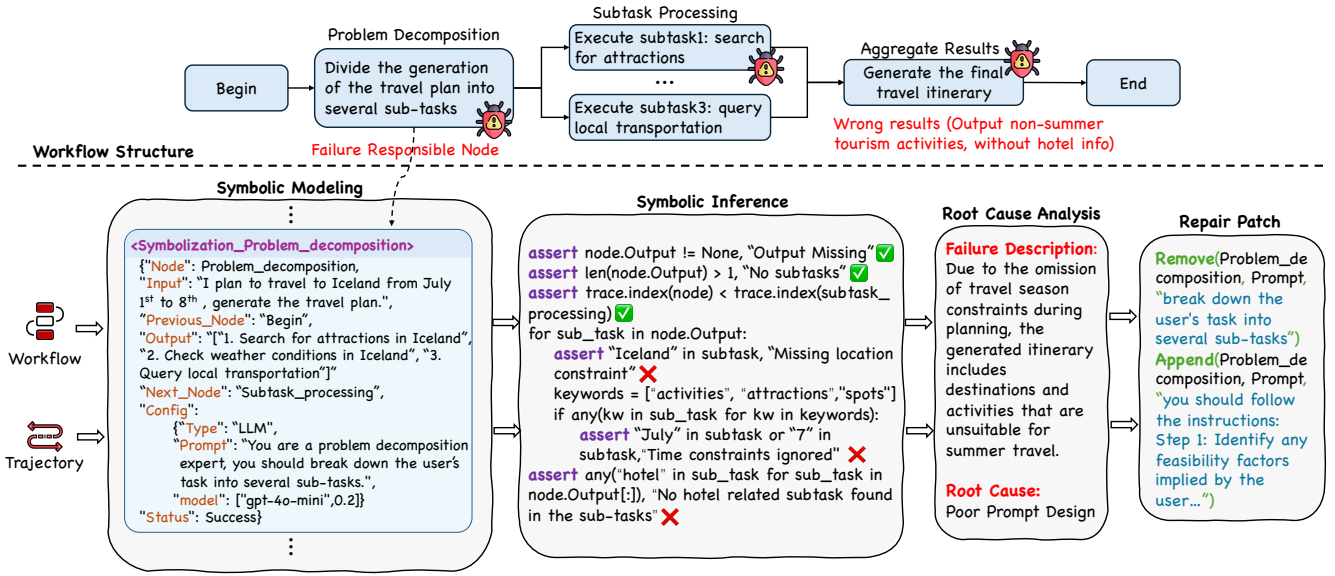 Subtask Processing
Problem Decomposition
Execute subtask1: search
for attractions
Aggregate Results
Begin
Divide the generation
of the travel plan into
several sub-tasks
...
Generate the final
travel itinerary
End
Execute subtask3: query
local transportation
Failure Responsible Node
Wrong results (Output non-summer
tourism activities, without hotel info)
Workflow Structure
Symbolic Modeling
<Symbolization_Problem_decomposition>
{"Node": Problem_decomposition,
"Input": "I plan to travel to Iceland from July
1st to 8th , generate the travel plan.",
"Previous_Node": "Begin",
"Output": "["1. Search for attractions in Iceland",
"2. Check weather conditions in Iceland", "3.
Query local transportation"]"
"Next_Node": "Subtask_processing",
"Config":
{"Type": "LLM",
"Prompt": "You are a problem decomposition
expert, you should break down the user's
task into several sub-tasks.",
"model": ["gpt-4o-mini",0.2]}
"Status": Success}
Workflow
Trajectory
Symbolic Inference
assert node.Output != None, "Output Missing"
assert len(node.Output) > 1, "No subtasks"
assert trace.index(node) < trace.index(subtask_
processing)
for sub_task in node.Output:
assert "Iceland" in subtask, "Missing location
constraint"
keywords = ["activities", "attractions","spots"]
if any(kw in sub_task for kw in keywords):
assert "July" in subtask or "7" in
subtask,"Time constraints ignored"
assert any("hotel" in sub_task for sub_task in
node.Output[:]), "No hotel related subtask found
in the sub-tasks"
Root Cause Analysis
Failure Description:
Due to the omission
of travel season
constraints during
planning, the
generated itinerary
includes
destinations and
activities that are
unsuitable for
summer travel.
Root Cause:
Poor Prompt Design
Repair Patch
Remove(Problem_de
composition, Prompt,
"break down the
user's task into
several sub-tasks")
Append(Problem_de
composition, Prompt,
"you should follow
the instructions:
Step 1: Identify any
feasibility factors
implied by the
user...")